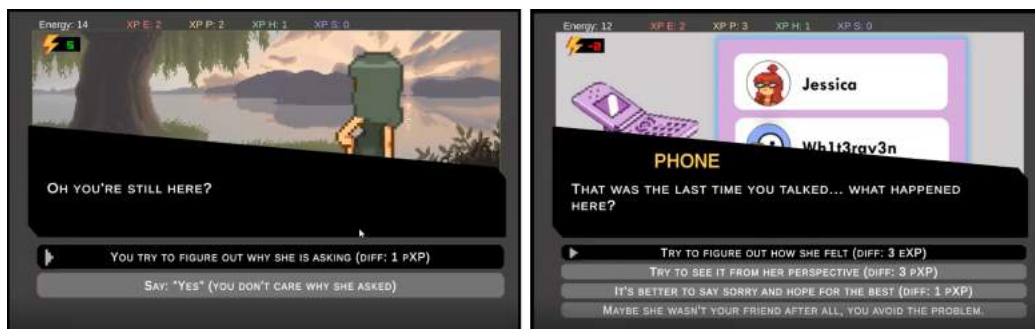 Energy: 14 XP E: 2 XP P: 2 XP H: 1 XP S: 0
5
OH YOU'RE STILL HERE?
YOU TRY TO FIGURE OUT WHY SHE IS ASKING (DIFF: 1 PXP)
SAY: "YES" (YOU DON'T CARE WHY SHE ASKED)
Energy: 12 XP E: 2 XP P: 3 XP H: 1 XP S: 0
Jessica
Wh1t3rav3n
PHONE
THAT WAS THE LAST TIME YOU TALKED... WHAT HAPPENED
HERE?
TRY TO FIGURE OUT HOW SHE FELT (DIFF: 3 EXP)
TRY TO SEE IT FROM HER PERSPECTIVE (DIFF: 3 PXP)
IT'S BETTER TO SAY SORRY AND HOPE FOR THE BEST (DIFF: 1 PXP)
MAYBE SHE WASN'T YOUR FRIEND AFTER ALL, YOU AVOID THE PROBLEM.